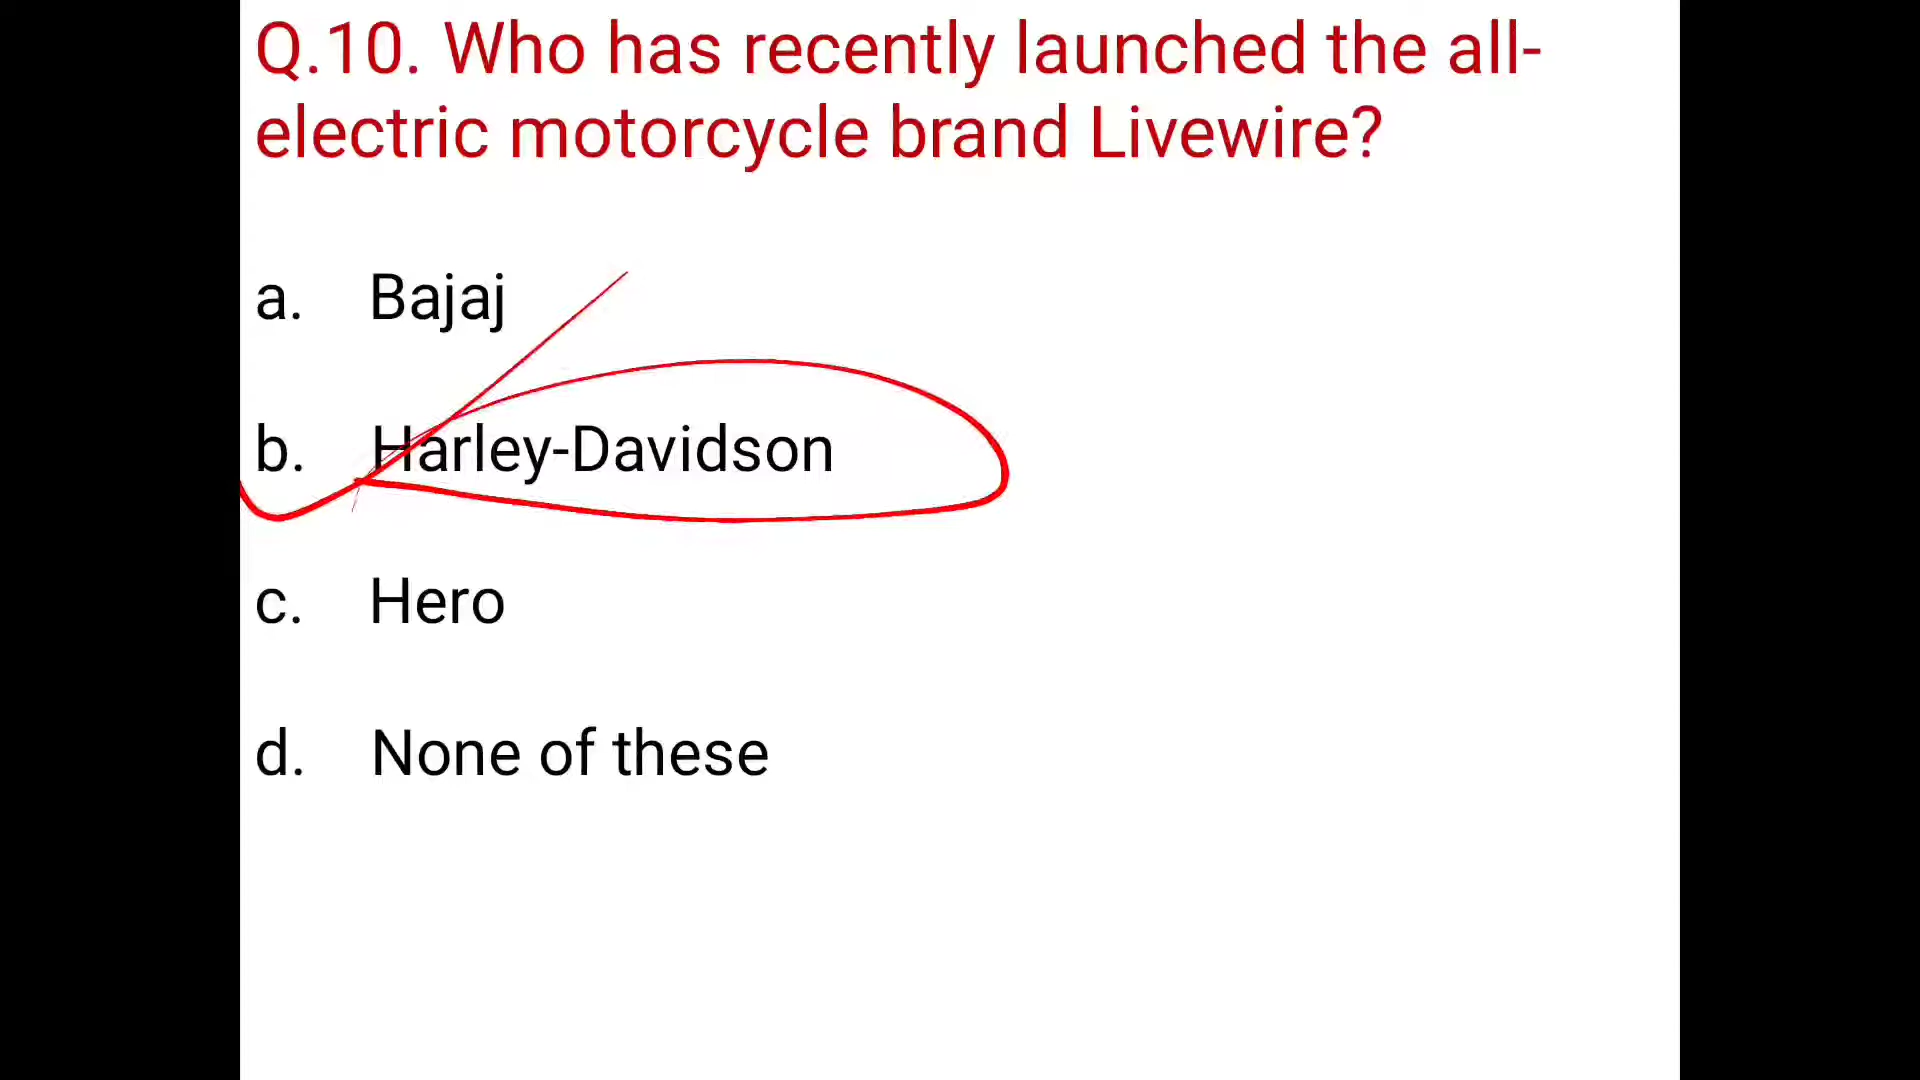 Q.10. Who has recently launched the all-
electric motorcycle brand Livewire?
a. Bajaj
b. Harley-Davidson
c. Hero
d. None of these